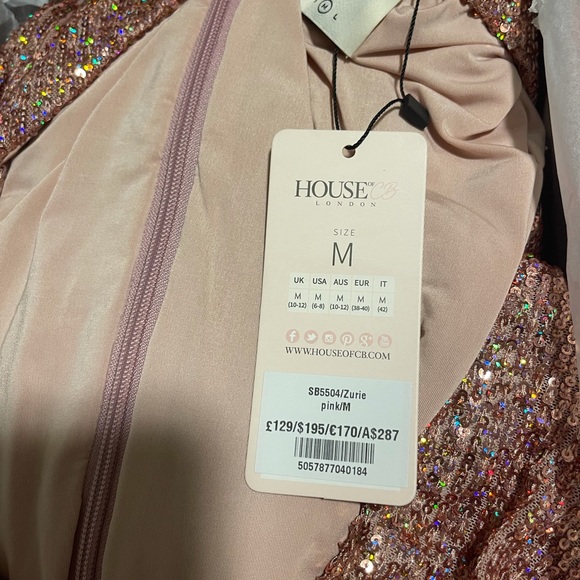 L
HOUSE OF CB
LONDON
SIZE
M
UK USA AUS EUR IT
M M M M M
(10-12) (6-8) (10-12) (38-40) (42)
WWW.HOUSEOFCB.COM
SB5504/Zurie
pink/M
£129/$195/€170/A$287
5057877040184